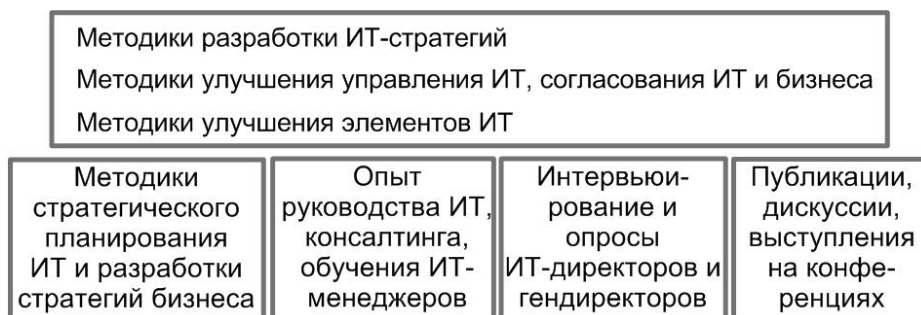 Методики разработки ИТ-стратегий
Методики улучшения управления ИТ, согласования ИТ и бизнеса
Методики улучшения элементов ИТ
Методики
стратегического
планирования
ИТ и разработки
стратегий бизнеса
Опыт
руководства ИТ,
консалтинга,
обучения ИТ-
менеджеров
Интервьюи-
рование и
опросы
ИТ-директоров и
гендиректоров
Публикации,
дискуссии,
выступления
на конфе-
ренциях